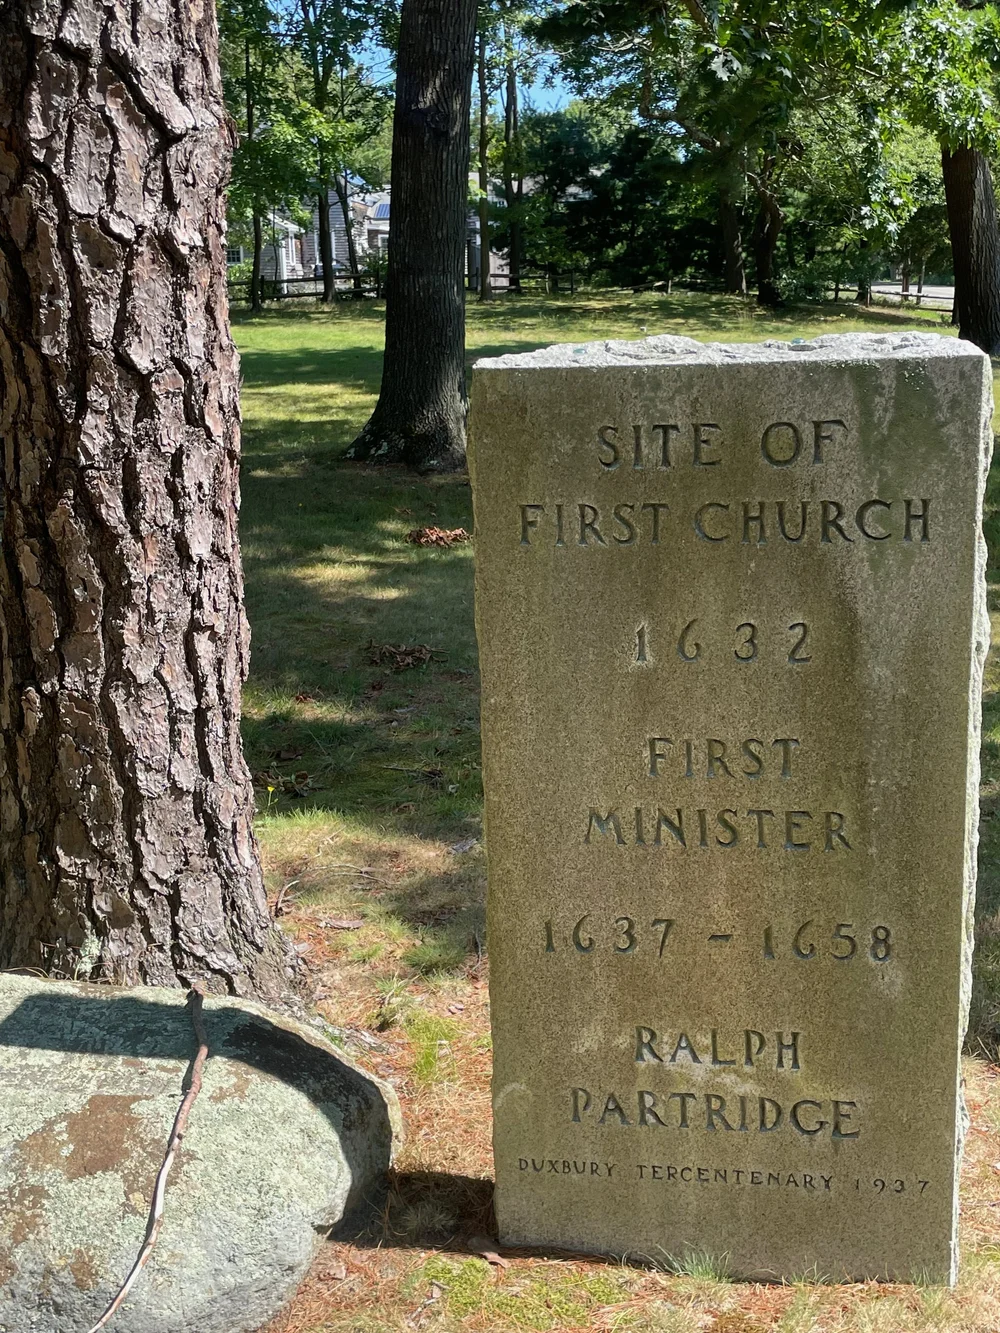 SITE OF
FIRST CHURCH
1632
FIRST
MINISTER
1637 - 1658
RALPH
PARTRIDGE
DUXBURY TERCENTENARY 1937